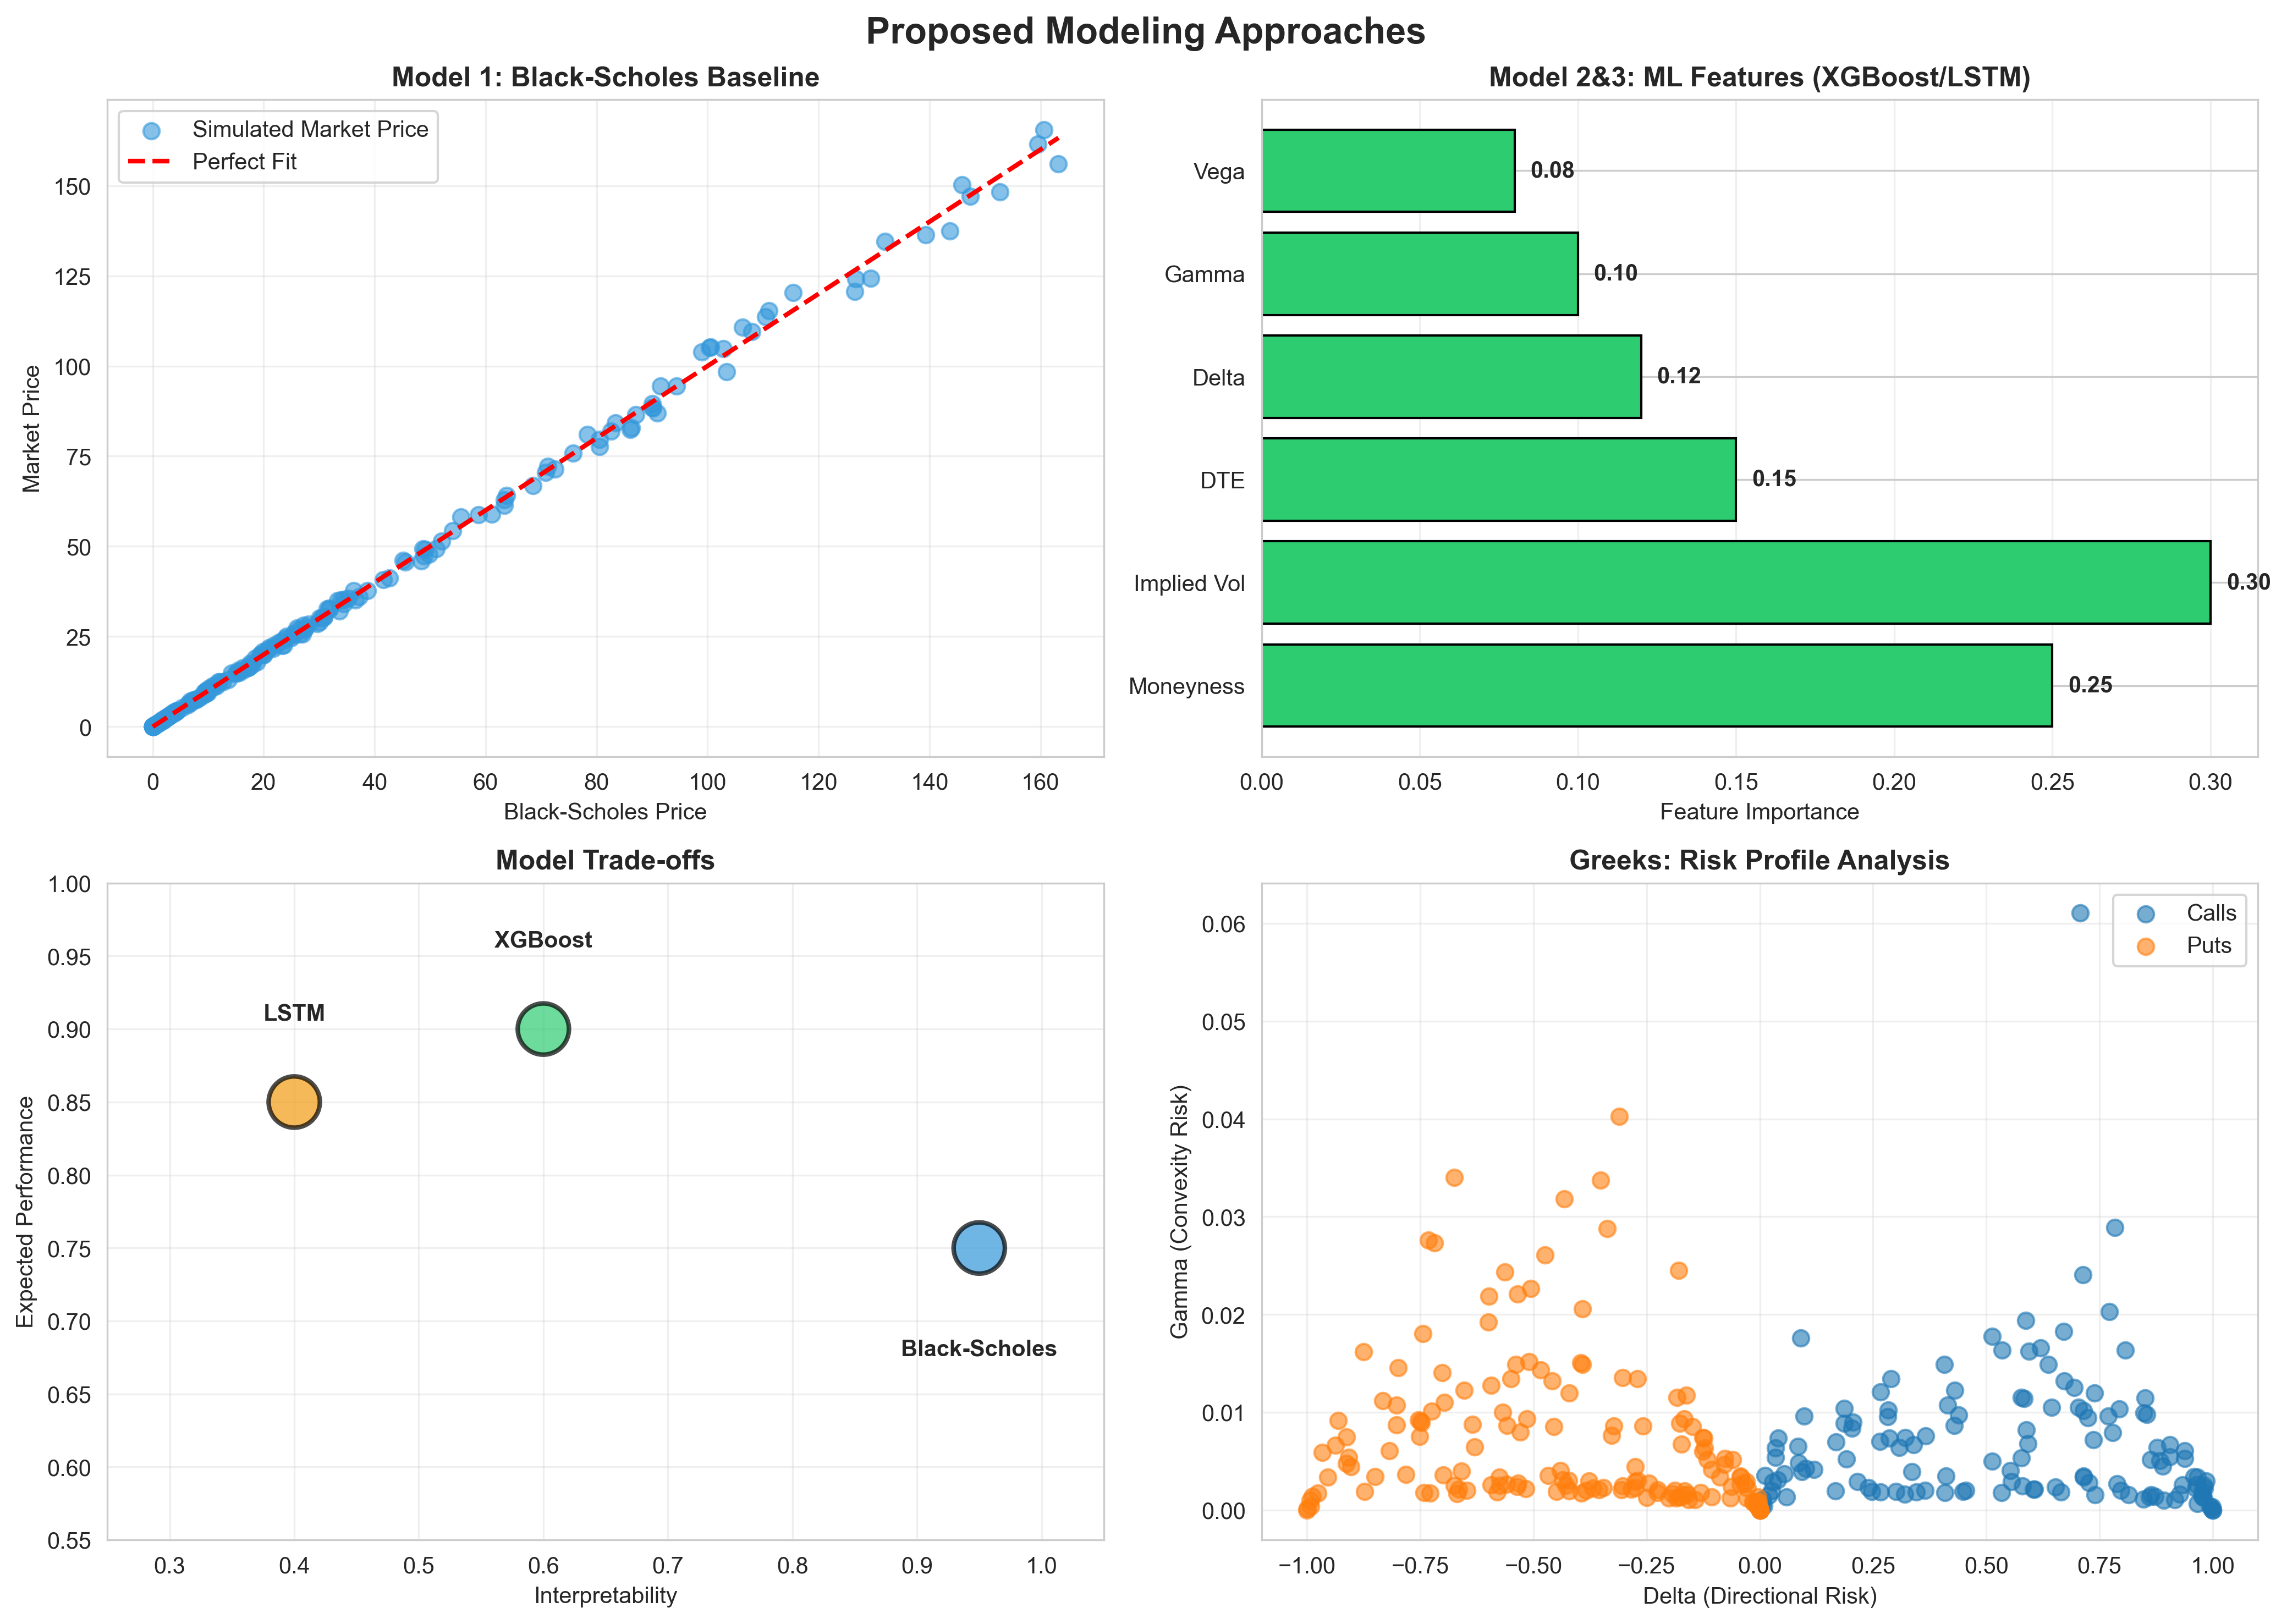 Proposed Modeling Approaches
Model 1: Black-Scholes Baseline
Simulated Market Price
Perfect Fit
Market Price
150
125
100
75
50
25
0
0 20 40 60 80 100 120 140 160
Black-Scholes Price
Model 2&3: ML Features (XGBoost/LSTM)
Vega 0.08
Gamma 0.10
Delta 0.12
DTE 0.15
Implied Vol 0.30
Moneyness 0.25
0.00 0.05 0.10 0.15 0.20 0.25 0.30
Feature Importance
Model Trade-offs
Expected Performance
1.00
0.95
0.90
0.85
0.80
0.75
0.70
0.65
0.60
0.55
XGBoost
LSTM
Black-Scholes
0.3 0.4 0.5 0.6 0.7 0.8 0.9 1.0
Interpretability
Greeks: Risk Profile Analysis
Calls
Puts
Gamma (Convexity Risk)
0.06
0.05
0.04
0.03
0.02
0.01
0.00
−1.00 −0.75 −0.50 −0.25 0.00 0.25 0.50 0.75 1.00
Delta (Directional Risk)